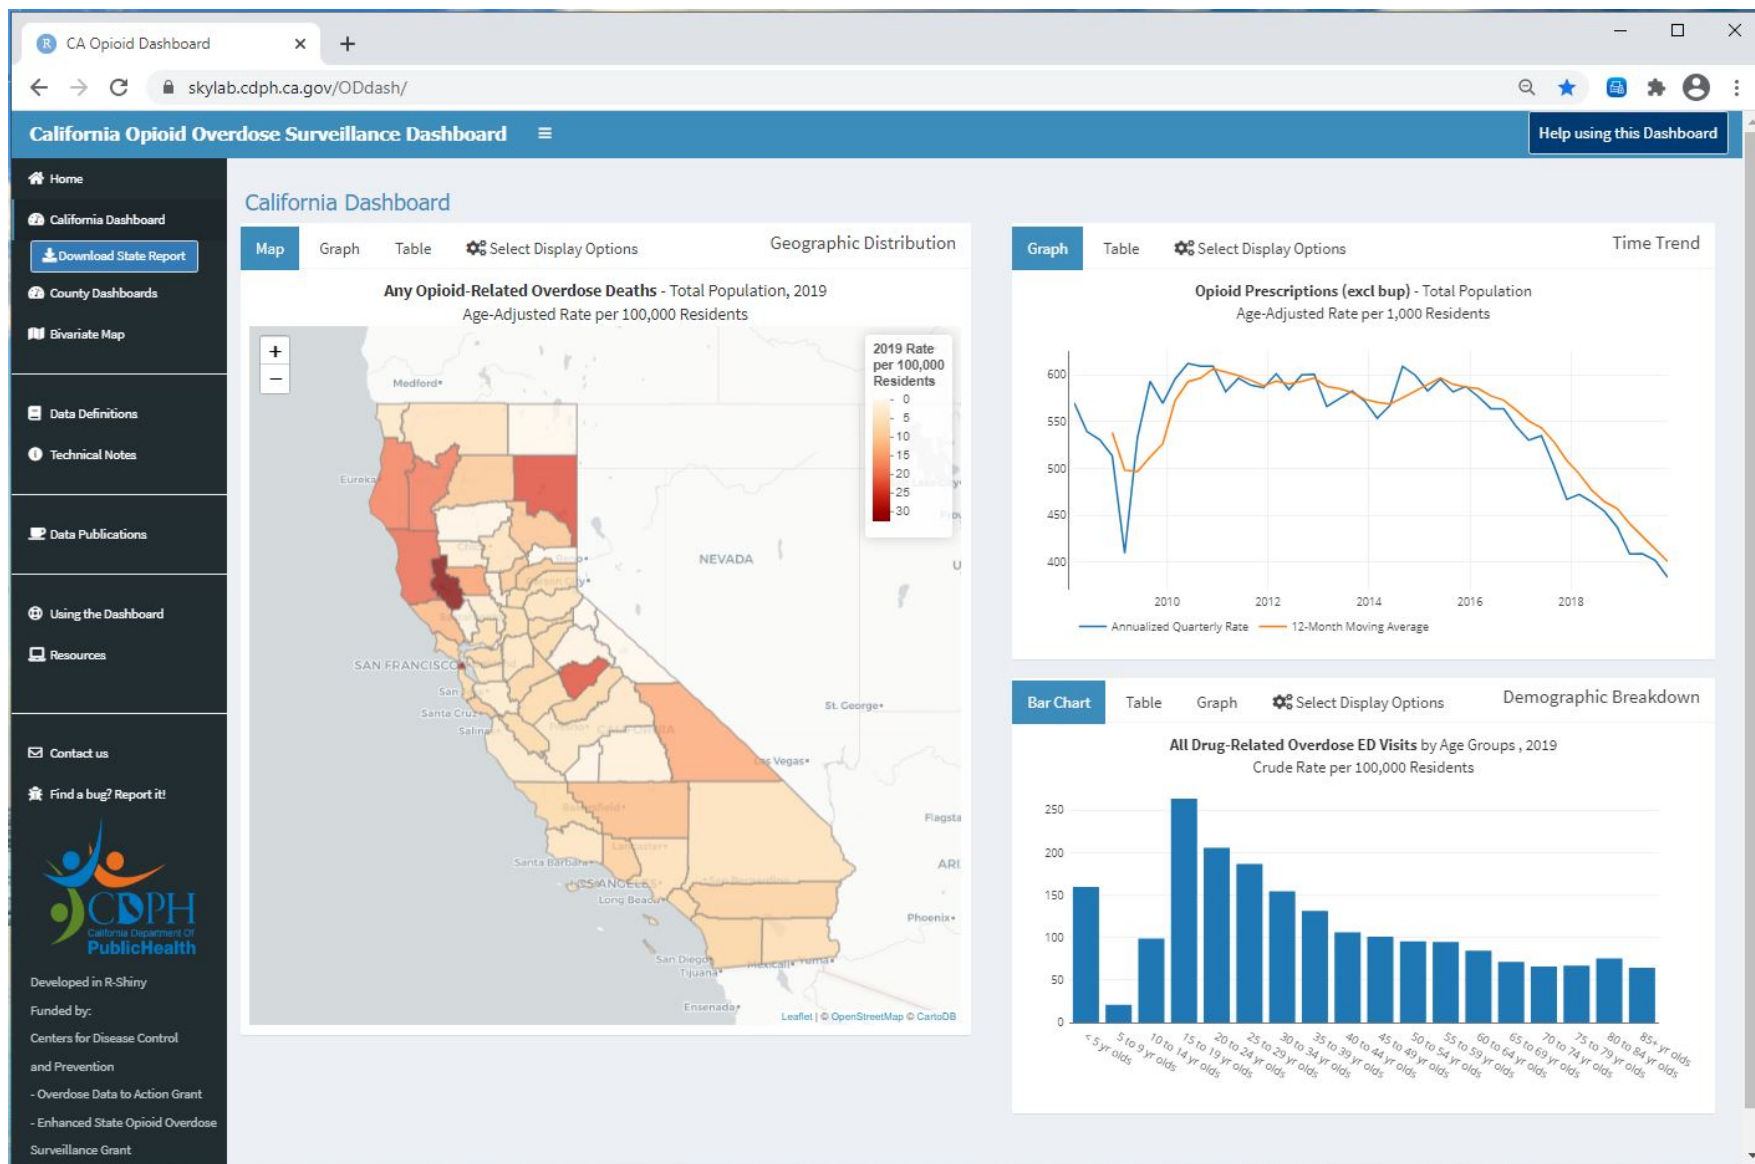 CA Opioid Dashboard
skylab.cdph.ca.gov/ODdash/
California Opioid Overdose Surveillance Dashboard
Help using this Dashboard
Home
California Dashboard
Download State Report
County Dashboards
Bivariate Map
Data Definitions
Technical Notes
Data Publications
Using the Dashboard
Resources
Contact us
Find a bug? Report it!
CDPH
California Department Of
PublicHealth
Developed in R-Shiny
Funded by:
Centers for Disease Control
and Prevention
- Overdose Data to Action Grant
- Enhanced State Opioid Overdose
Surveillance Grant
California Dashboard
Map Graph Table Select Display Options Geographic Distribution
Any Opioid-Related Overdose Deaths - Total Population, 2019
Age-Adjusted Rate per 100,000 Residents
+
−
2019 Rate
per 100,000
Residents
0
5
10
15
20
25
30
Medford
Eureka
NEVADA
SAN FRANCISCO
San
Santa Cruz
Salinas
CALIFORNIA
St. George
Las Vegas
Bakersfield
Flagsta
Lancaster
Santa Barbara
ARI
LOS ANGELES
Long Beach
Phoenix
San Diego
Tijuana
Mexicali
Yuma
Ensenada
Leaflet | © OpenStreetMap © CartoDB
Graph Table Select Display Options Time Trend
Opioid Prescriptions (excl bup) - Total Population
Age-Adjusted Rate per 1,000 Residents
600
550
500
450
400
2010 2012 2014 2016 2018
Annualized Quarterly Rate 12-Month Moving Average
Bar Chart Table Graph Select Display Options Demographic Breakdown
All Drug-Related Overdose ED Visits by Age Groups , 2019
Crude Rate per 100,000 Residents
250
200
150
100
50
0
< 5 yr olds
5 to 9 yr olds
10 to 14 yr olds
15 to 19 yr olds
20 to 24 yr olds
25 to 29 yr olds
30 to 34 yr olds
35 to 39 yr olds
40 to 44 yr olds
45 to 49 yr olds
50 to 54 yr olds
55 to 59 yr olds
60 to 64 yr olds
65 to 69 yr olds
70 to 74 yr olds
75 to 79 yr olds
80 to 84 yr olds
85+ yr olds